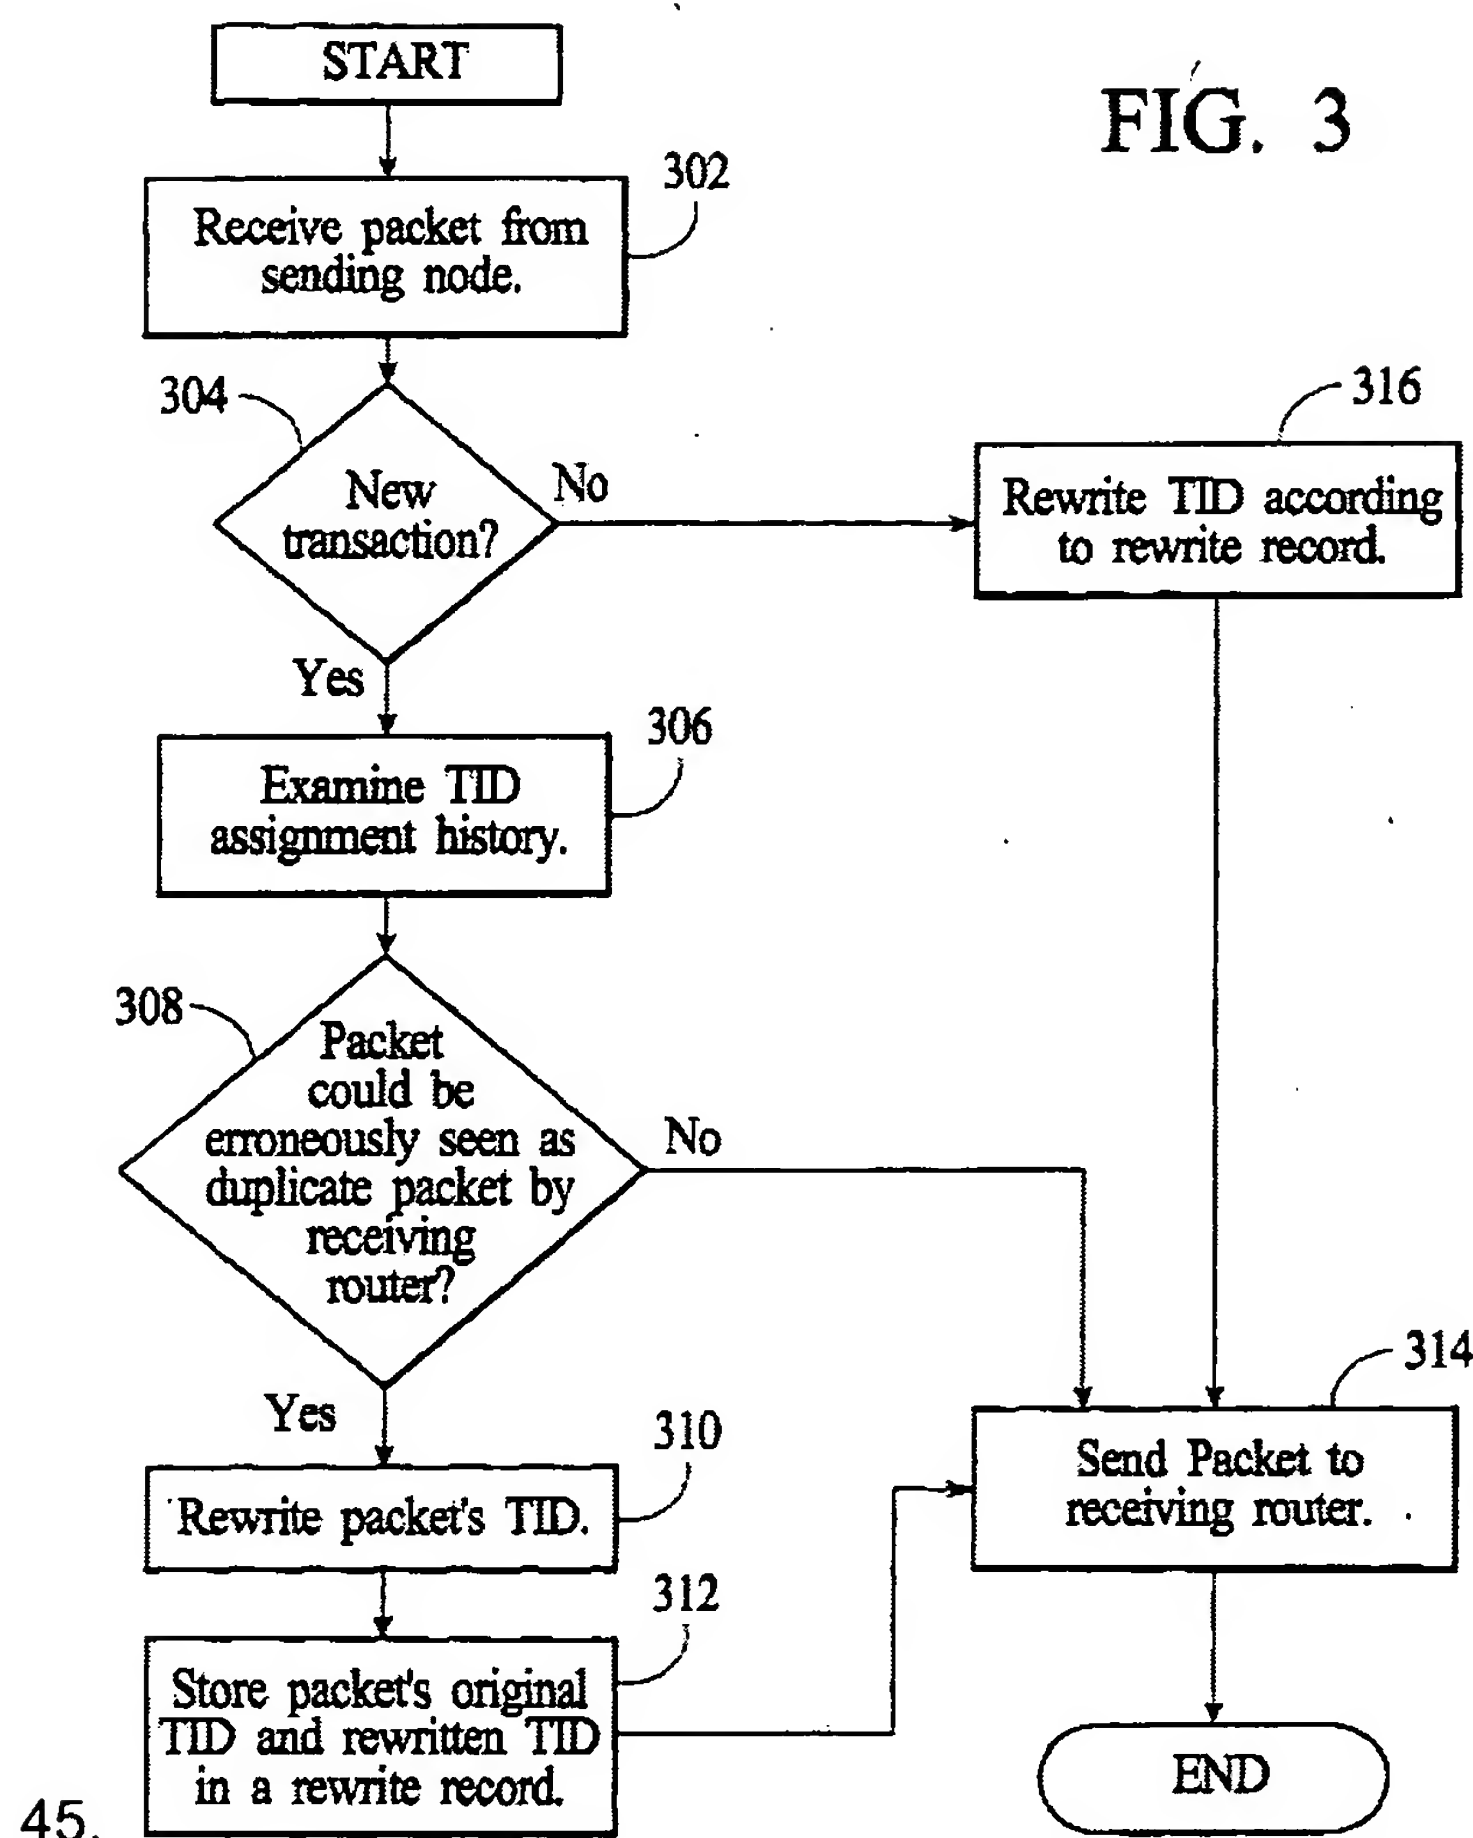 START
FIG. 3
302
Receive packet from
sending node.
304
316
New
transaction?
No
Rewrite TID according
to rewrite record.
Yes
306
Examine TID
assignment history.
308
Packet
could be
erroneously seen as
duplicate packet by
receiving
router?
No
314
Yes
310
Send Packet to
receiving router.
Rewrite packet's TID.
312
Store packet's original
TID and rewritten TID
in a rewrite record.
END
45.